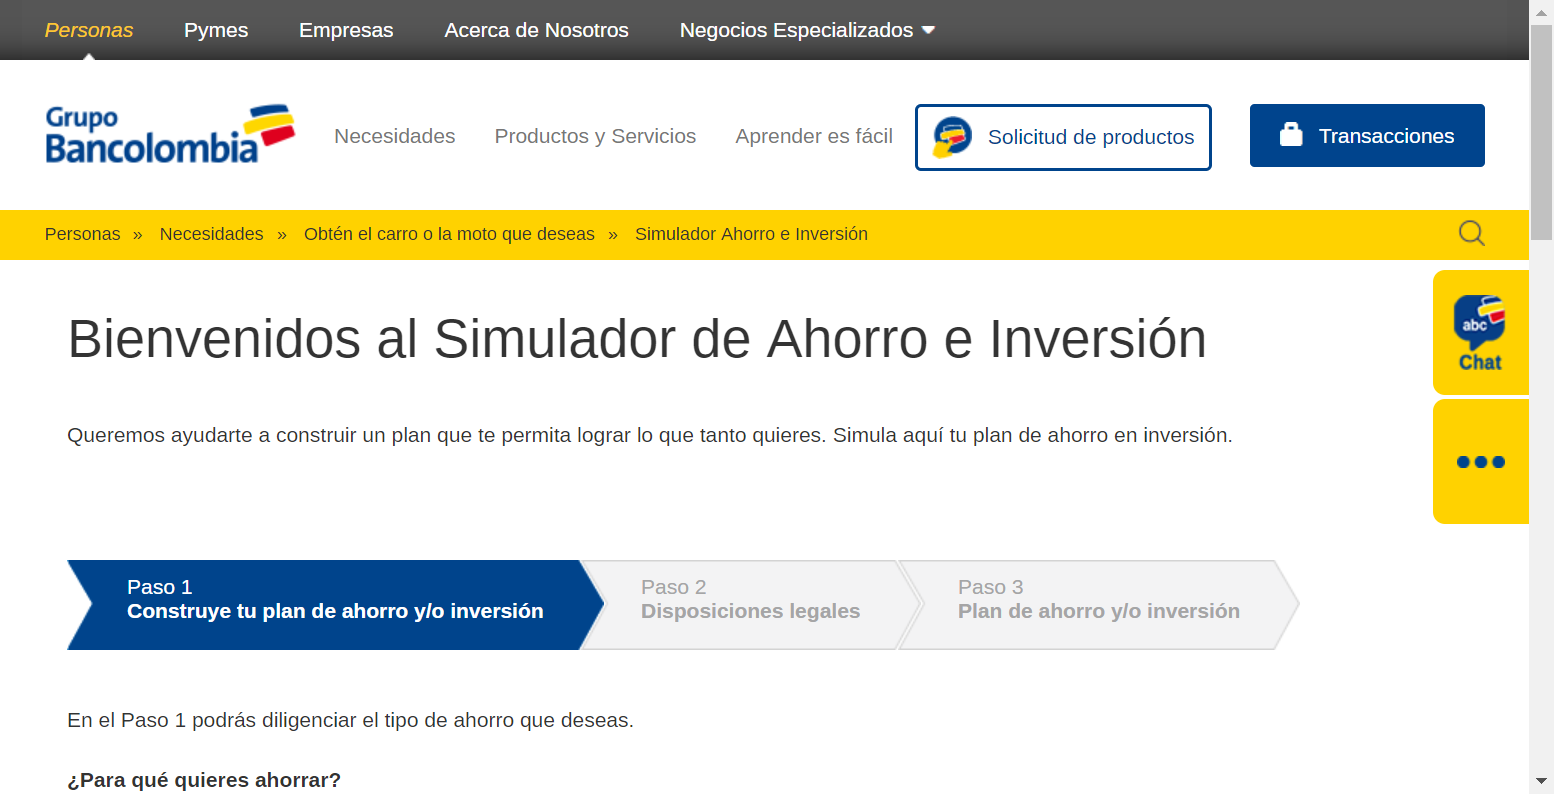 Personas Pymes Empresas Acerca de Nosotros Negocios Especializados
Grupo
Bancolombia
Necesidades Productos y Servicios Aprender es fácil Solicitud de productos Transacciones
Personas » Necesidades » Obtén el carro o la moto que deseas » Simulador Ahorro e Inversión
Bienvenidos al Simulador de Ahorro e Inversión
abc
Chat
Queremos ayudarte a construir un plan que te permita lograr lo que tanto quieres. Simula aquí tu plan de ahorro en inversión.
Paso 1
Construye tu plan de ahorro y/o inversión
Paso 2
Disposiciones legales
Paso 3
Plan de ahorro y/o inversión
En el Paso 1 podrás diligenciar el tipo de ahorro que deseas.
¿Para qué quieres ahorrar?